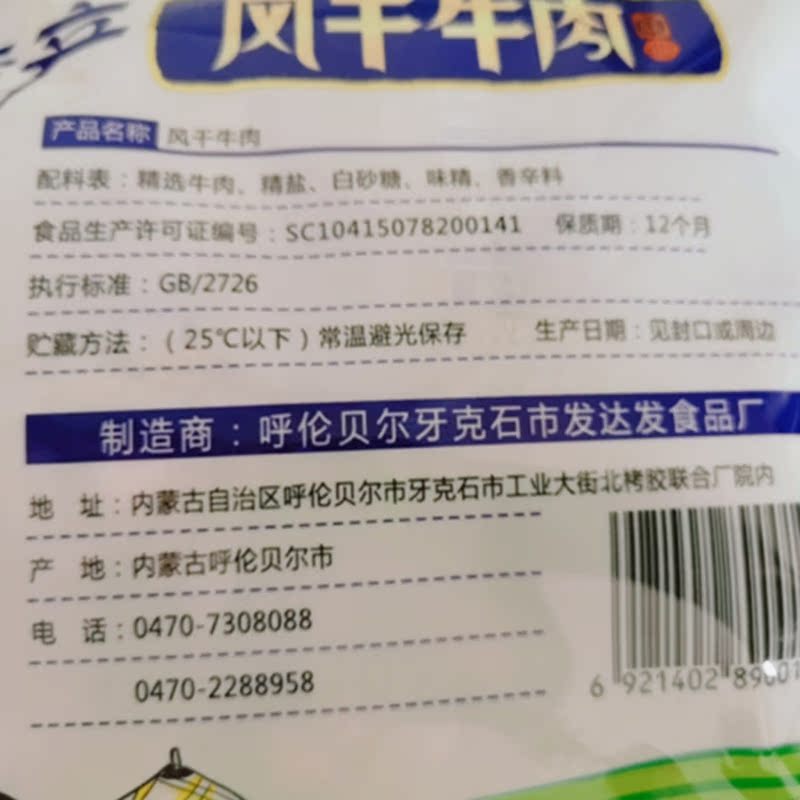 产
风干牛肉
产品名称 风干牛肉
配料表：精选牛肉、精盐、白砂糖、味精、香辛料
食品生产许可证编号：SC10415078200141 保质期：12个月
执行标准：GB/2726
贮藏方法：（25℃以下）常温避光保存 生产日期：见封口或周边
制造商：呼伦贝尔牙克石市发达发食品厂
地 址：内蒙古自治区呼伦贝尔市牙克石市工业大街北栲胶联合厂院内
产 地：内蒙古呼伦贝尔市
电 话：0470-7308088
0470-2288958
6 921402 89001